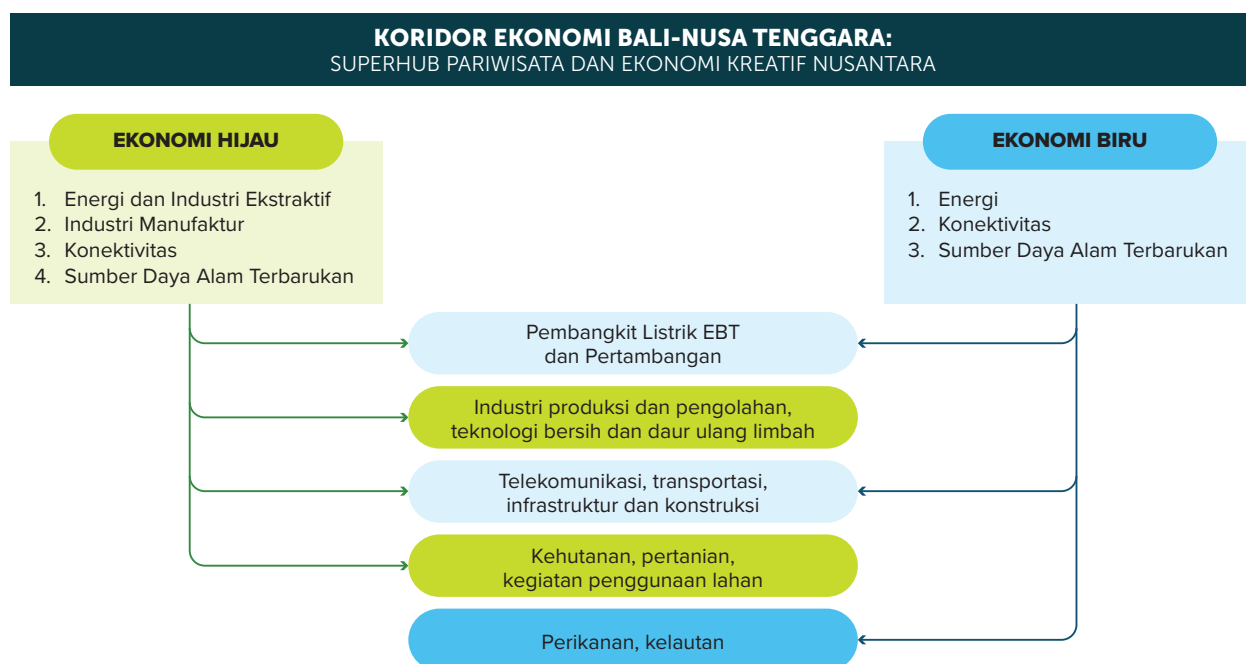 KORIDOR EKONOMI BALI-NUSA TENGGARA:
SUPERHUB PARIWISATA DAN EKONOMI KREATIF NUSANTARA
EKONOMI HIJAU
1. Energi dan Industri Ekstraktif
2. Industri Manufaktur
3. Konektivitas
4. Sumber Daya Alam Terbarukan
EKONOMI BIRU
1. Energi
2. Konektivitas
3. Sumber Daya Alam Terbarukan
Pembangkit Listrik EBT
dan Pertambangan
Industri produksi dan pengolahan,
teknologi bersih dan daur ulang limbah
Telekomunikasi, transportasi,
infrastruktur dan konstruksi
Kehutanan, pertanian,
kegiatan penggunaan lahan
Perikanan, kelautan